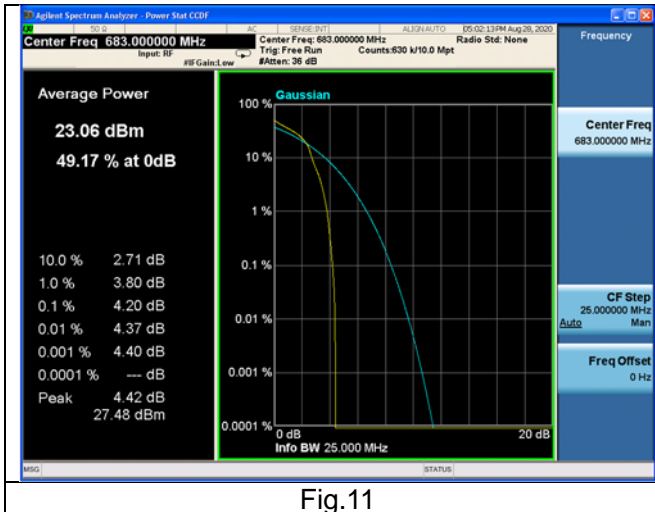 Agilent Spectrum Analyzer - Power Stat CCDF
50 Ω AC SENSE:INT ALIGNAUTO 05:02:13PM Aug 28, 2020
Center Freq 683.000000 MHz
Input: RF
#IFGain:Low
Center Freq: 683.000000 MHz Radio Std: None
Trig: Free Run Counts:630 k/10.0 Mpt
#Atten: 36 dB
Frequency
Average Power
23.06 dBm
49.17 % at 0dB
10.0 % 2.71 dB
1.0 % 3.80 dB
0.1 % 4.20 dB
0.01 % 4.37 dB
0.001 % 4.40 dB
0.0001 % --- dB
Peak 4.42 dB
27.48 dBm
Gaussian
100 %
10 %
1 %
0.1 %
0.01 %
0.001 %
0.0001 %
0 dB 20 dB
Info BW 25.000 MHz
Center Freq
683.000000 MHz
CF Step
25.000000 MHz
Auto Man
Freq Offset
0 Hz
MSG STATUS
Fig.11